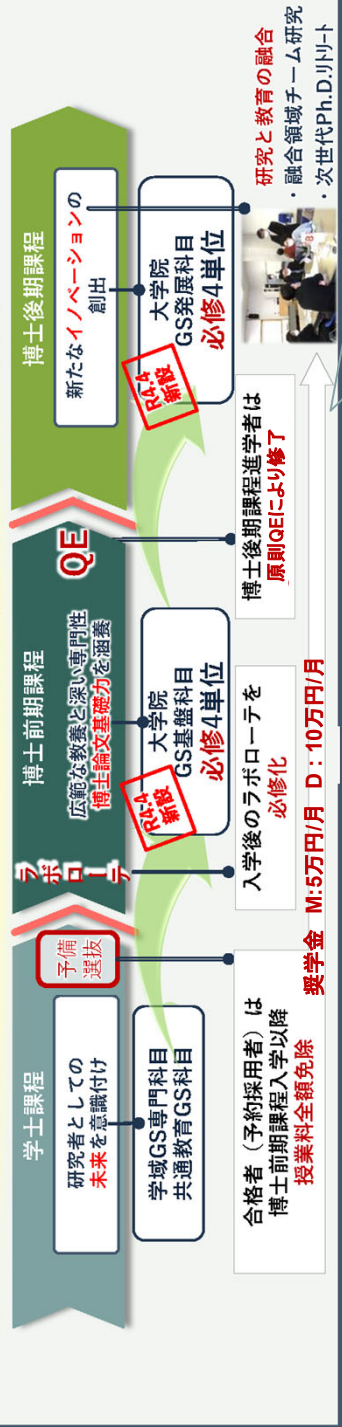 学士課程
予備
選抜
研究者としての
未来を意識付け
学域GS専門科目
共通教育GS科目
合格者（予約採用者）は
博士前期課程入学以降
授業料全額免除
ラボローテ
博士前期課程
QE
広範な教養と深い専門性
博士論文基礎力を涵養
R4.4
新設
大学院
GS基盤科目
必修4単位
入学後のラボローテを
必修化
博士後期課程進学者は
原則QEにより修了
博士後期課程
新たなイノベーションの
創出
R4.4
新設
大学院
GS発展科目
必修4単位
研究と教育の融合
・融合領域チーム研究
・次世代Ph.D.リトリート
奨学金 M:5万円/月 D：10万円/月